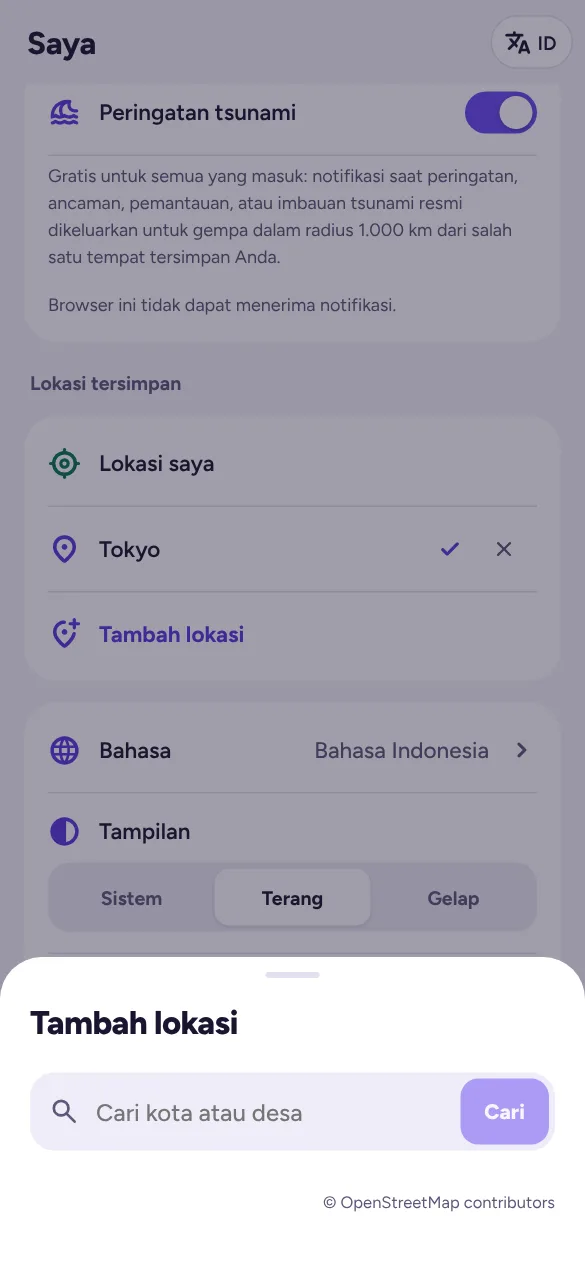 Saya
ID
Peringatan tsunami
Gratis untuk semua yang masuk: notifikasi saat peringatan,
ancaman, pemantauan, atau imbauan tsunami resmi
dikeluarkan untuk gempa dalam radius 1.000 km dari salah
satu tempat tersimpan Anda.
Browser ini tidak dapat menerima notifikasi.
Lokasi tersimpan
Lokasi saya
Tokyo
Tambah lokasi
Bahasa
Bahasa Indonesia
Tampilan
Sistem
Terang
Gelap
Tambah lokasi
Cari kota atau desa
Cari
© OpenStreetMap contributors